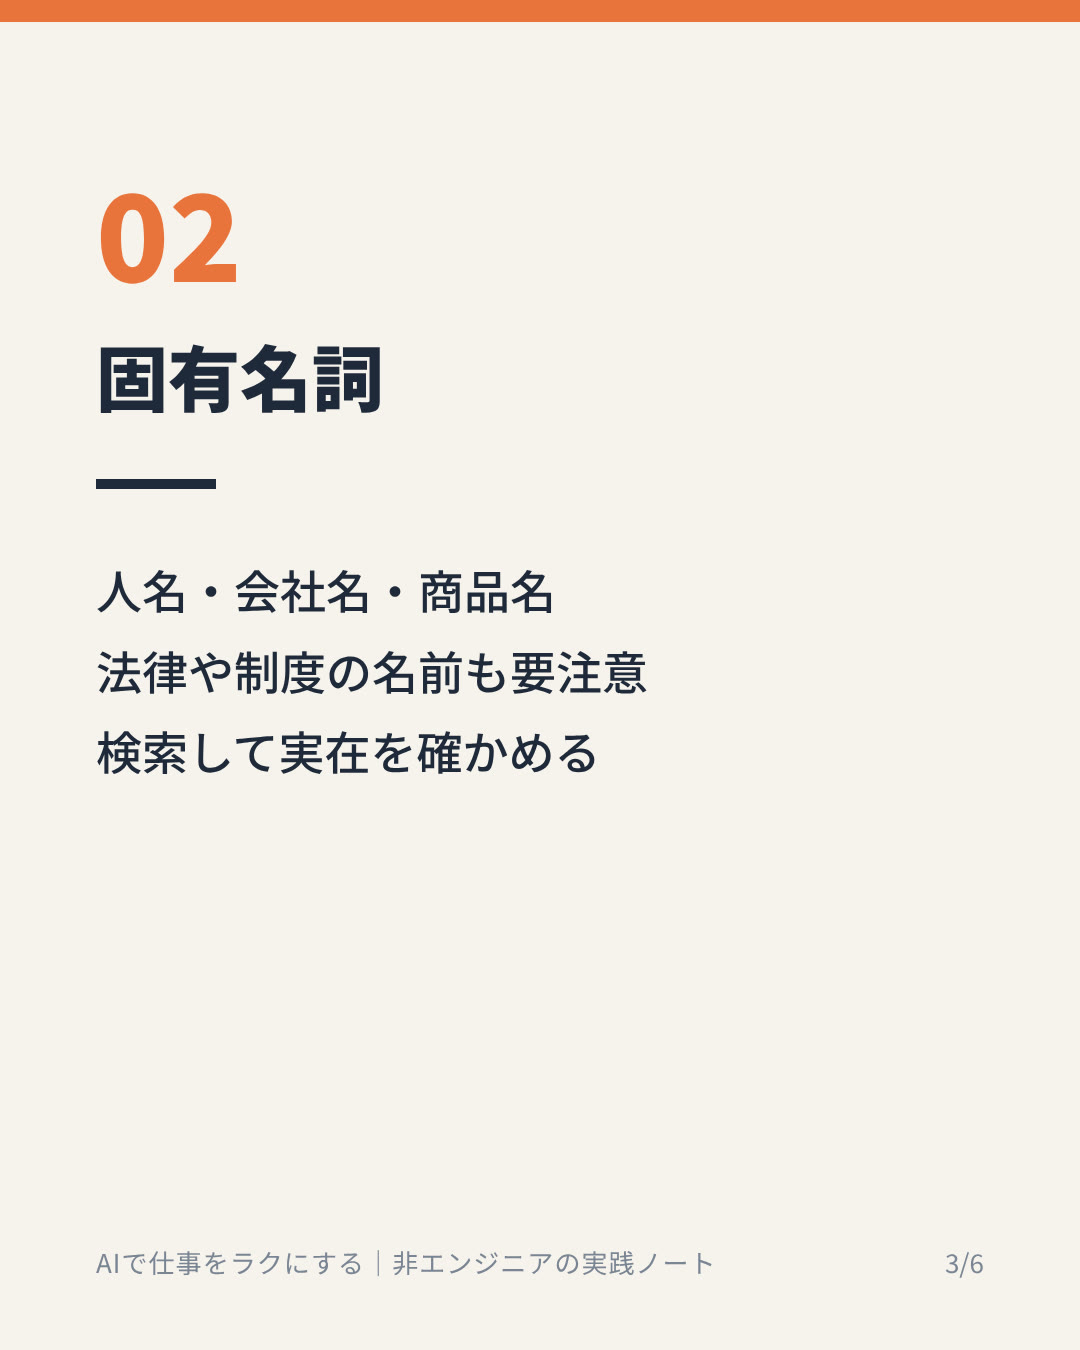 02
固有名詞
人名・会社名・商品名
法律や制度の名前も要注意
検索して実在を確かめる
AIで仕事をラクにする｜非エンジニアの実践ノート
3/6